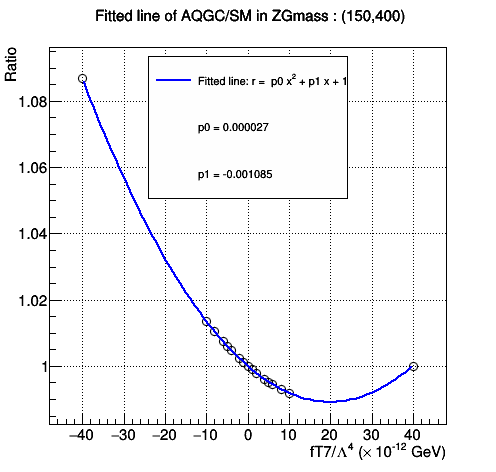 Fitted line of AQGC/SM in ZGmass : (150,400)
Ratio
Fitted line: r = p0 x² + p1 x + 1
p0 = 0.000027
p1 = -0.001085
1.08
1.06
1.04
1.02
1
−40 −30 −20 −10 0 10 20 30 40
fT7/Λ⁴ (× 10⁻¹² GeV)